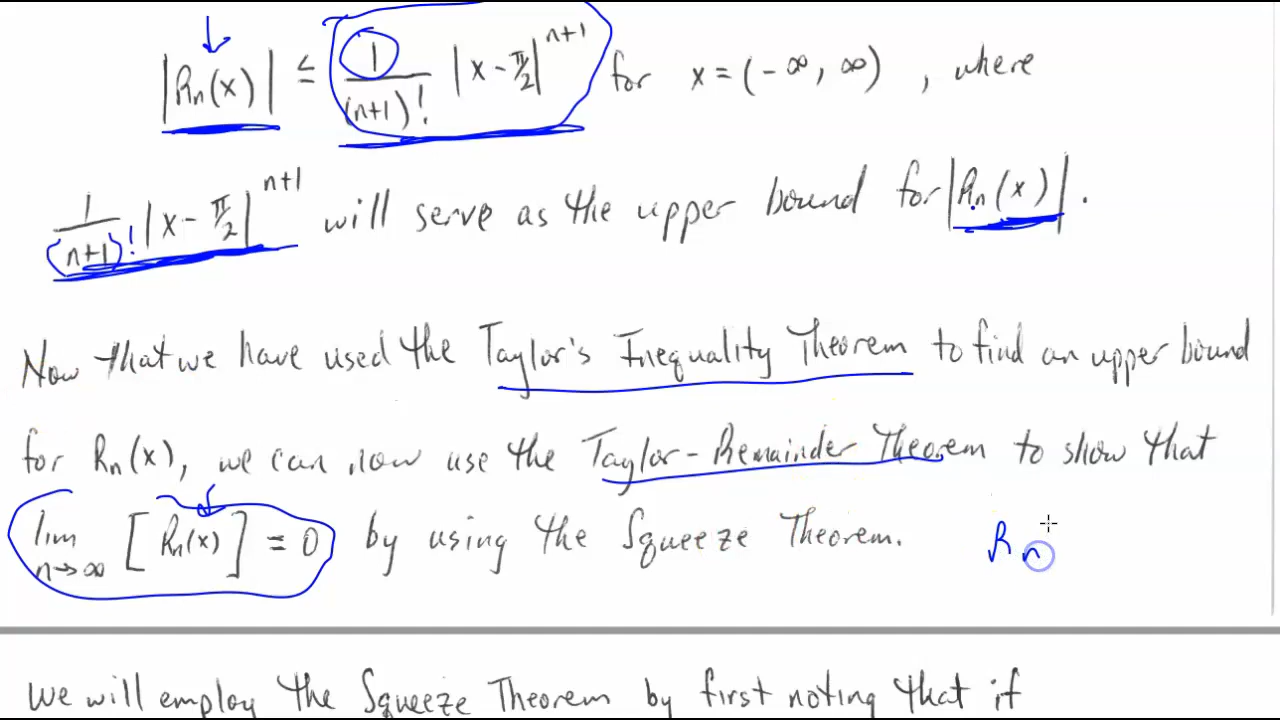 |Rn(x)| ≤ 1/(n+1)! |x - π/2|^(n+1) for x = (-∞, ∞) , where
1/(n+1)! |x - π/2|^(n+1) will serve as the upper bound for |Rn(x)|.
Now that we have used the Taylor's Inequality Theorem to find an upper bound
for Rn(x), we can now use the Taylor-Remainder Theorem to show that
lim n→∞ [Rn(x)] = 0 by using the Squeeze Theorem. Rn
We will employ the Squeeze Theorem by first noting that if